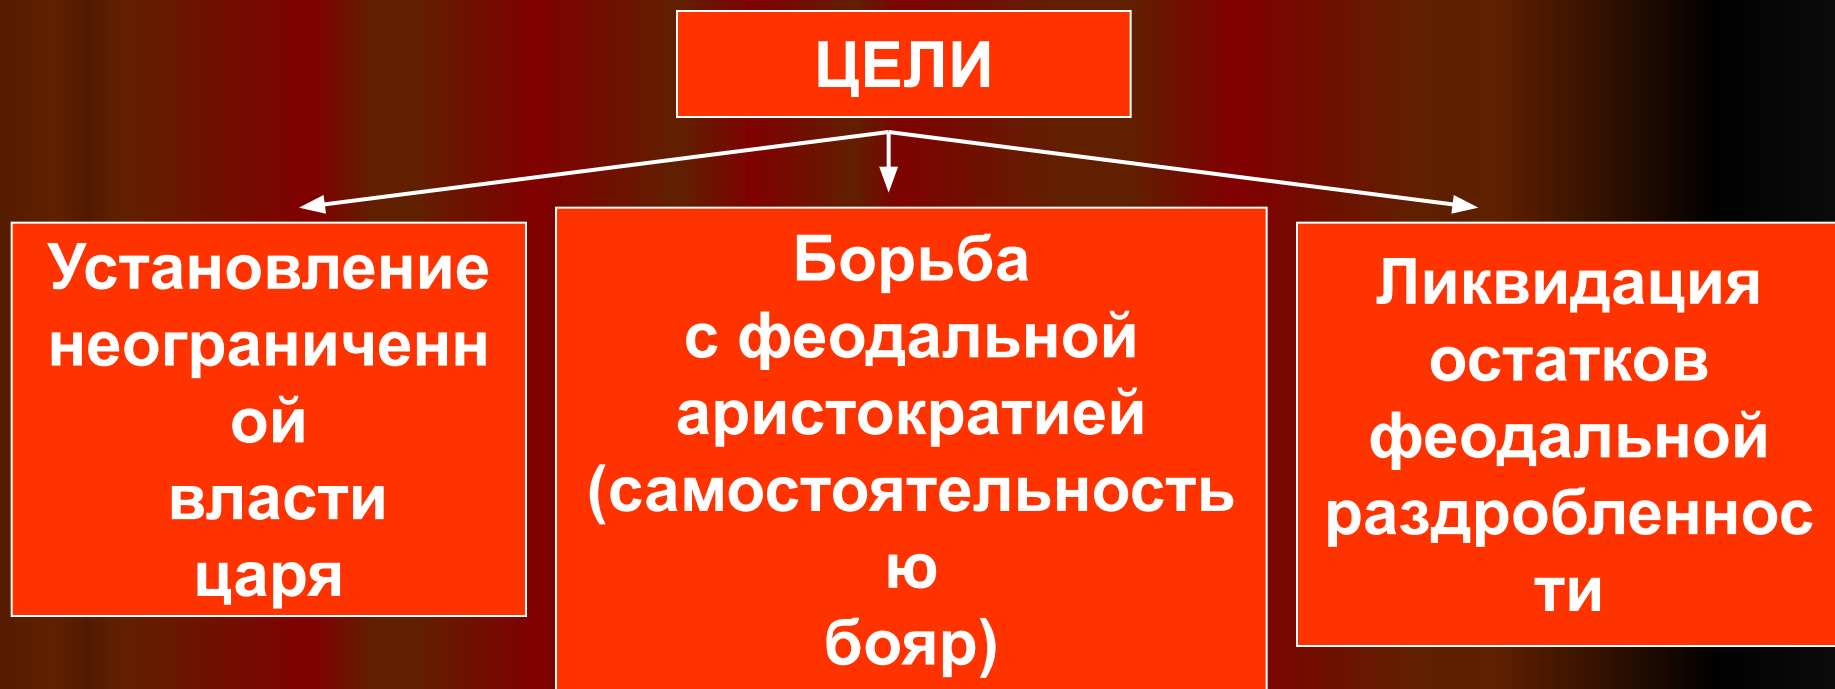 ЦЕЛИ
Установление
неограниченн
ой
власти
царя
Борьба
с феодальной
аристократией
(самостоятельность
ю
бояр)
Ликвидация
остатков
феодальной
раздробленнос
ти